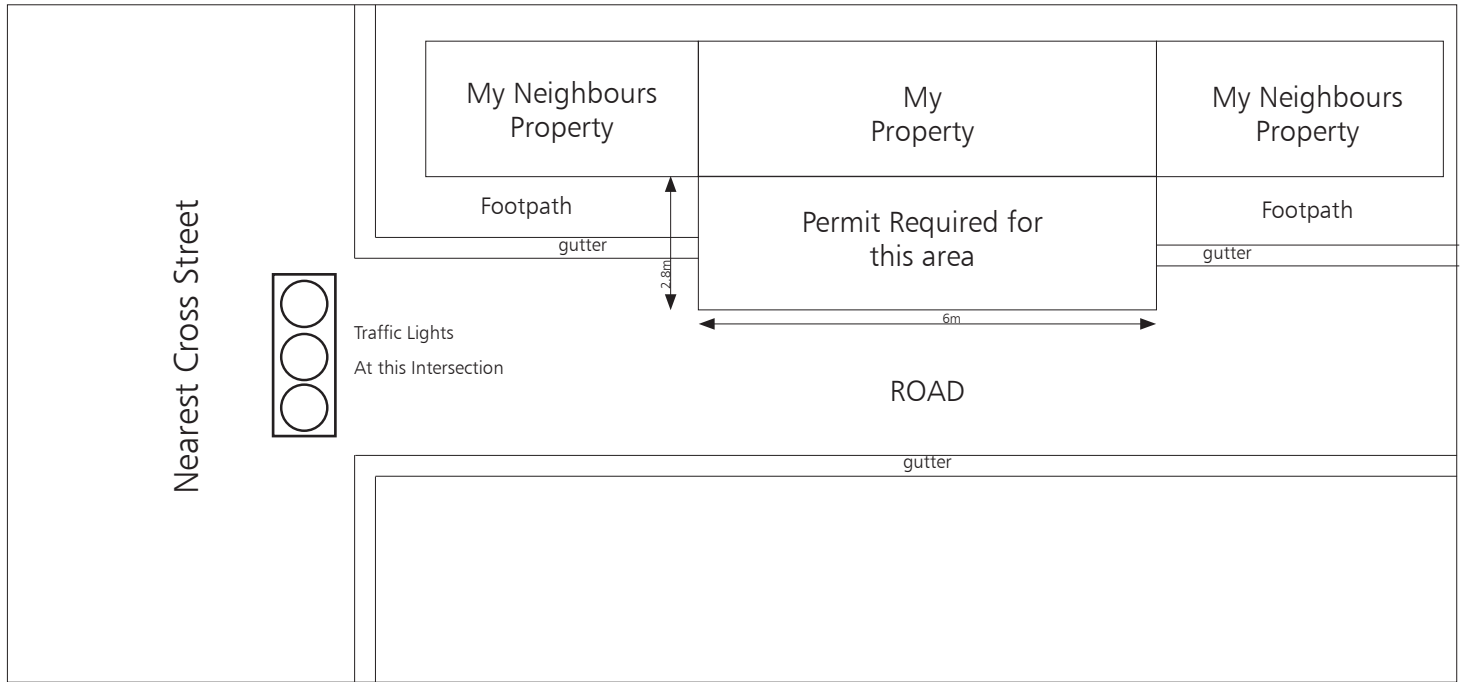 My Neighbours
Property
My
Property
My Neighbours
Property
Footpath
Permit Required for
this area
Footpath
gutter
gutter
2.8m
6m
Nearest Cross Street
Traffic Lights
At this Intersection
ROAD
gutter